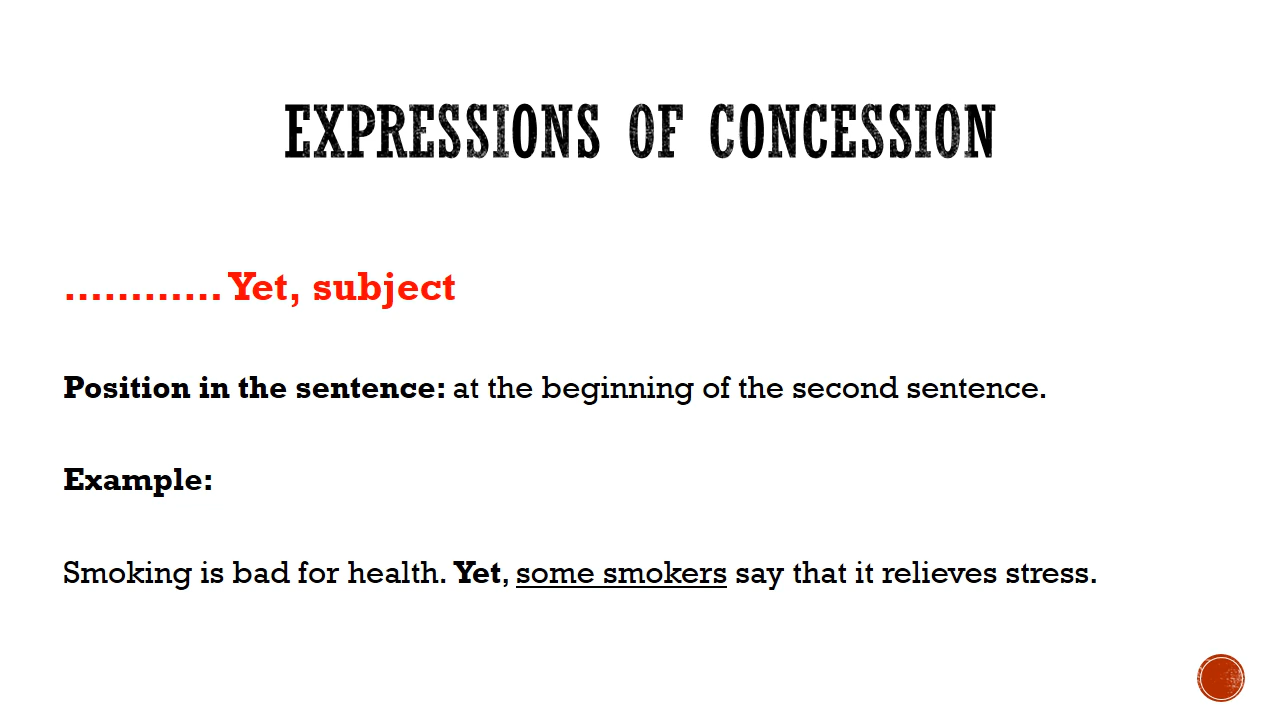 EXPRESSIONS OF CONCESSION
............ Yet, subject
Position in the sentence: at the beginning of the second sentence.
Example:
Smoking is bad for health. Yet, some smokers say that it relieves stress.